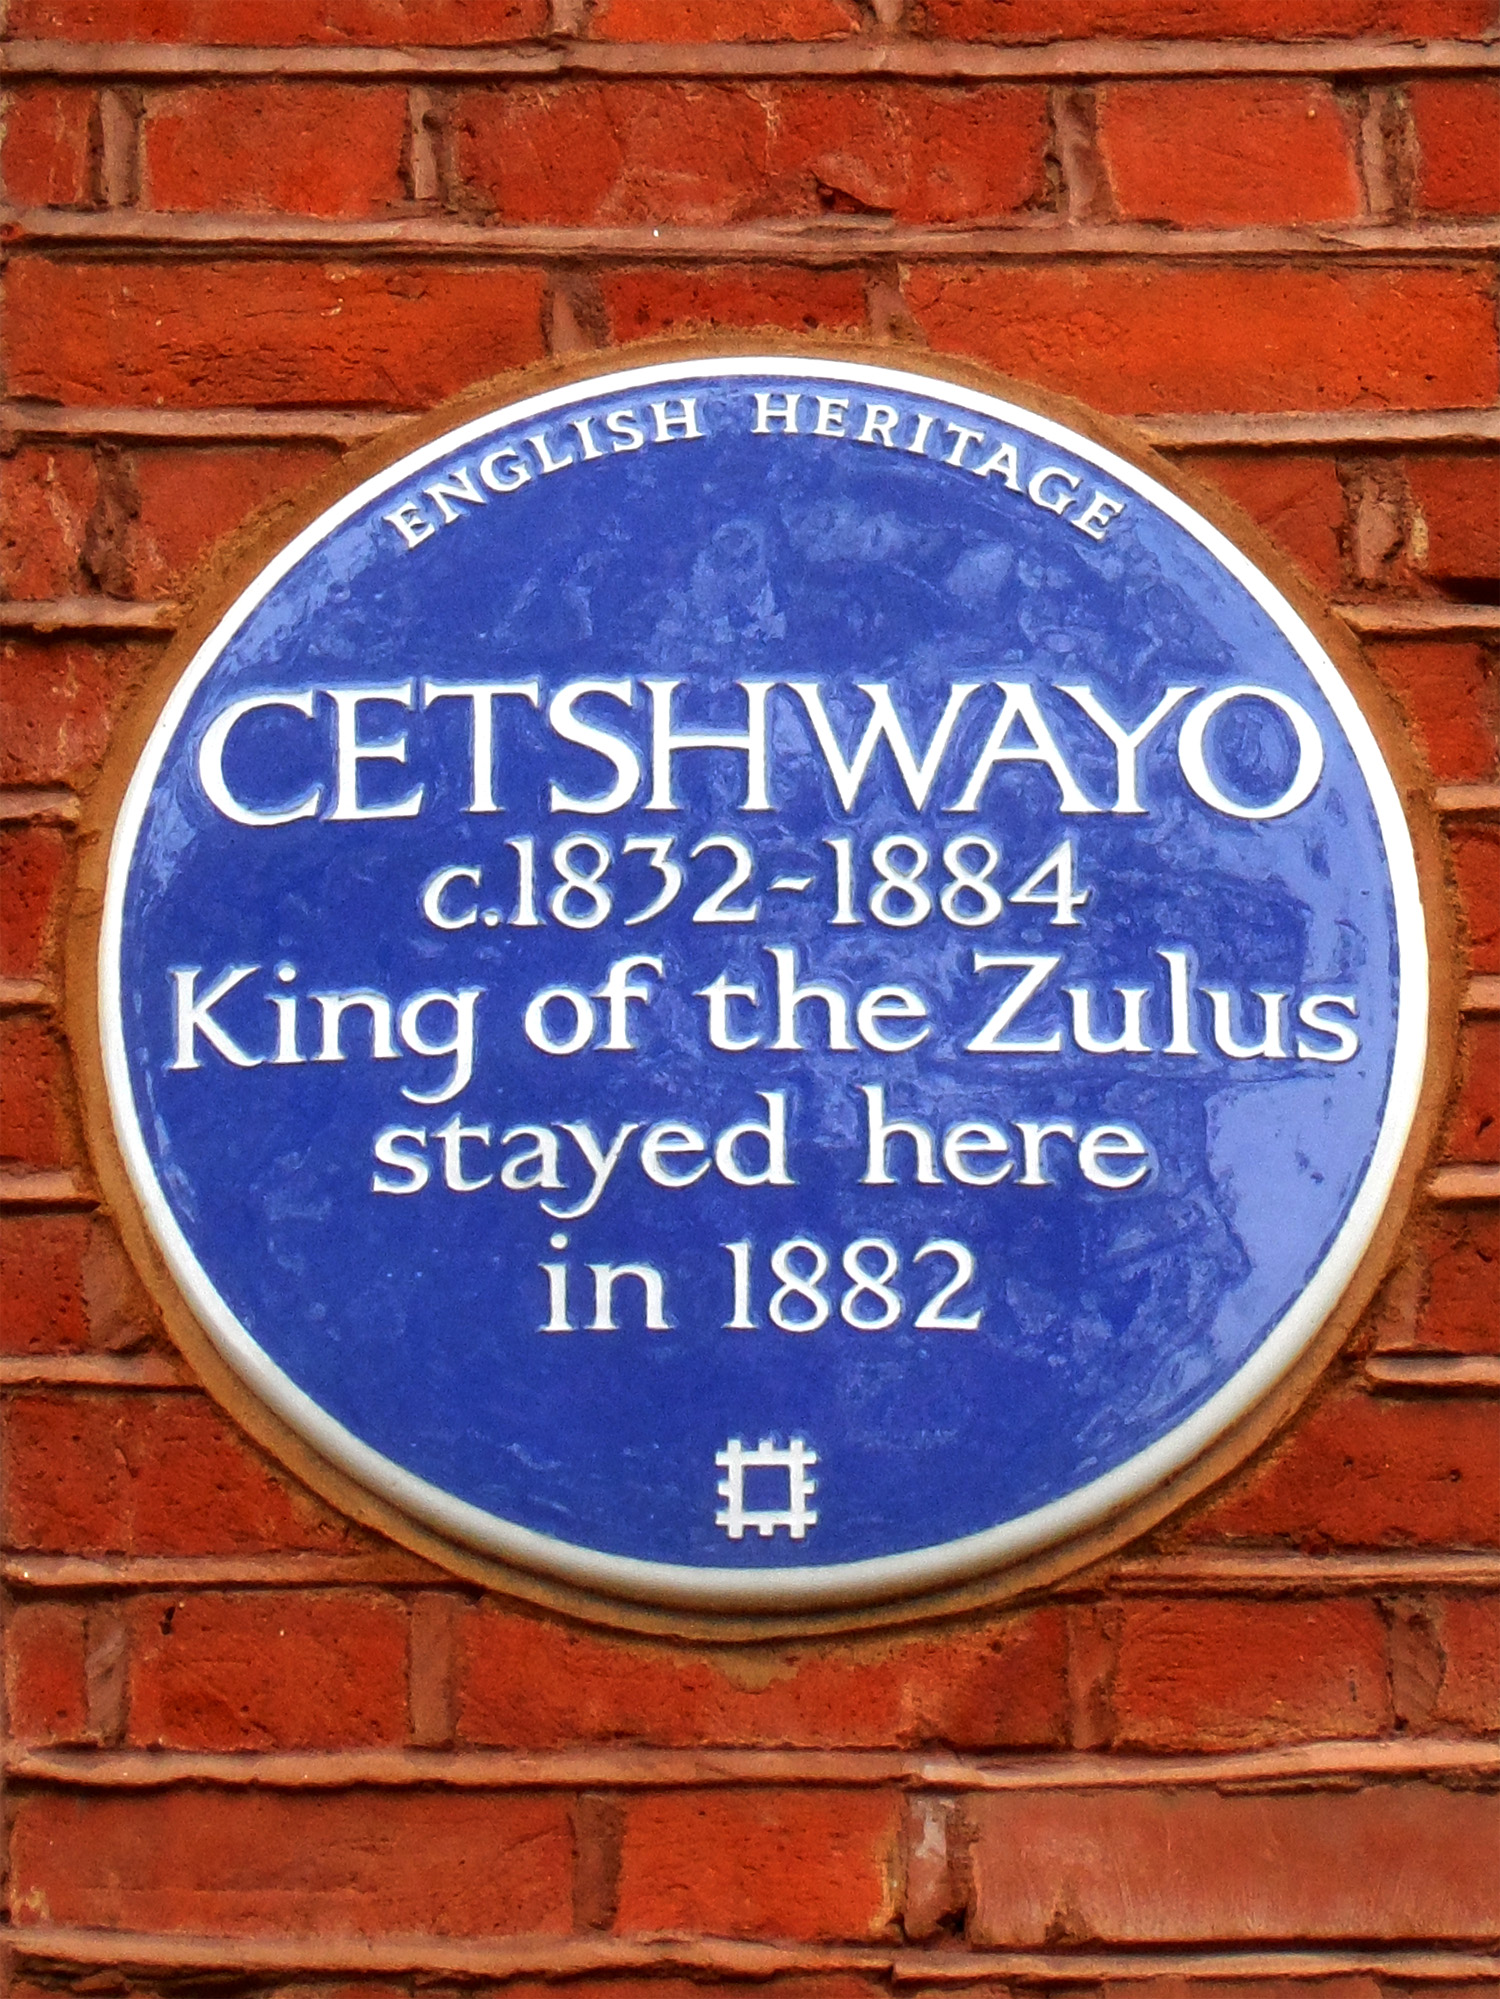 ENGLISH HERITAGE
CETSHWAYO
c.1832-1884
King of the Zulus
stayed here
in 1882